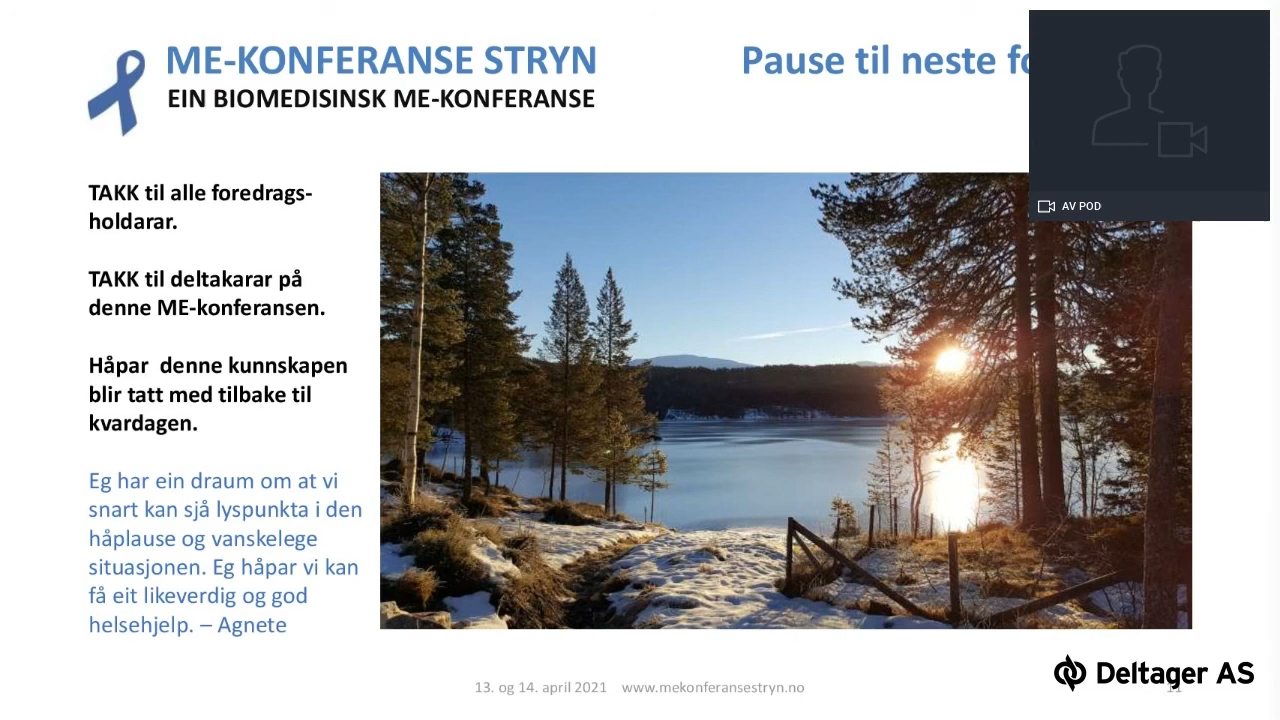 ME-KONFERANSE STRYN
Pause til neste
EIN BIOMEDISINSK ME-KONFERANSE
AV POD
TAKK til alle foredrags-
holdarar.
TAKK til deltakarar på
denne ME-konferansen.
Håpar denne kunnskapen
blir tatt med tilbake til
kvardagen.
Eg har ein draum om at vi
snart kan sjå lyspunkta i den
håplause og vanskelege
situasjonen. Eg håpar vi kan
få eit likeverdig og god
helsehjelp. – Agnete
13. og 14. april 2021 www.mekonferansestryn.no
Deltager AS